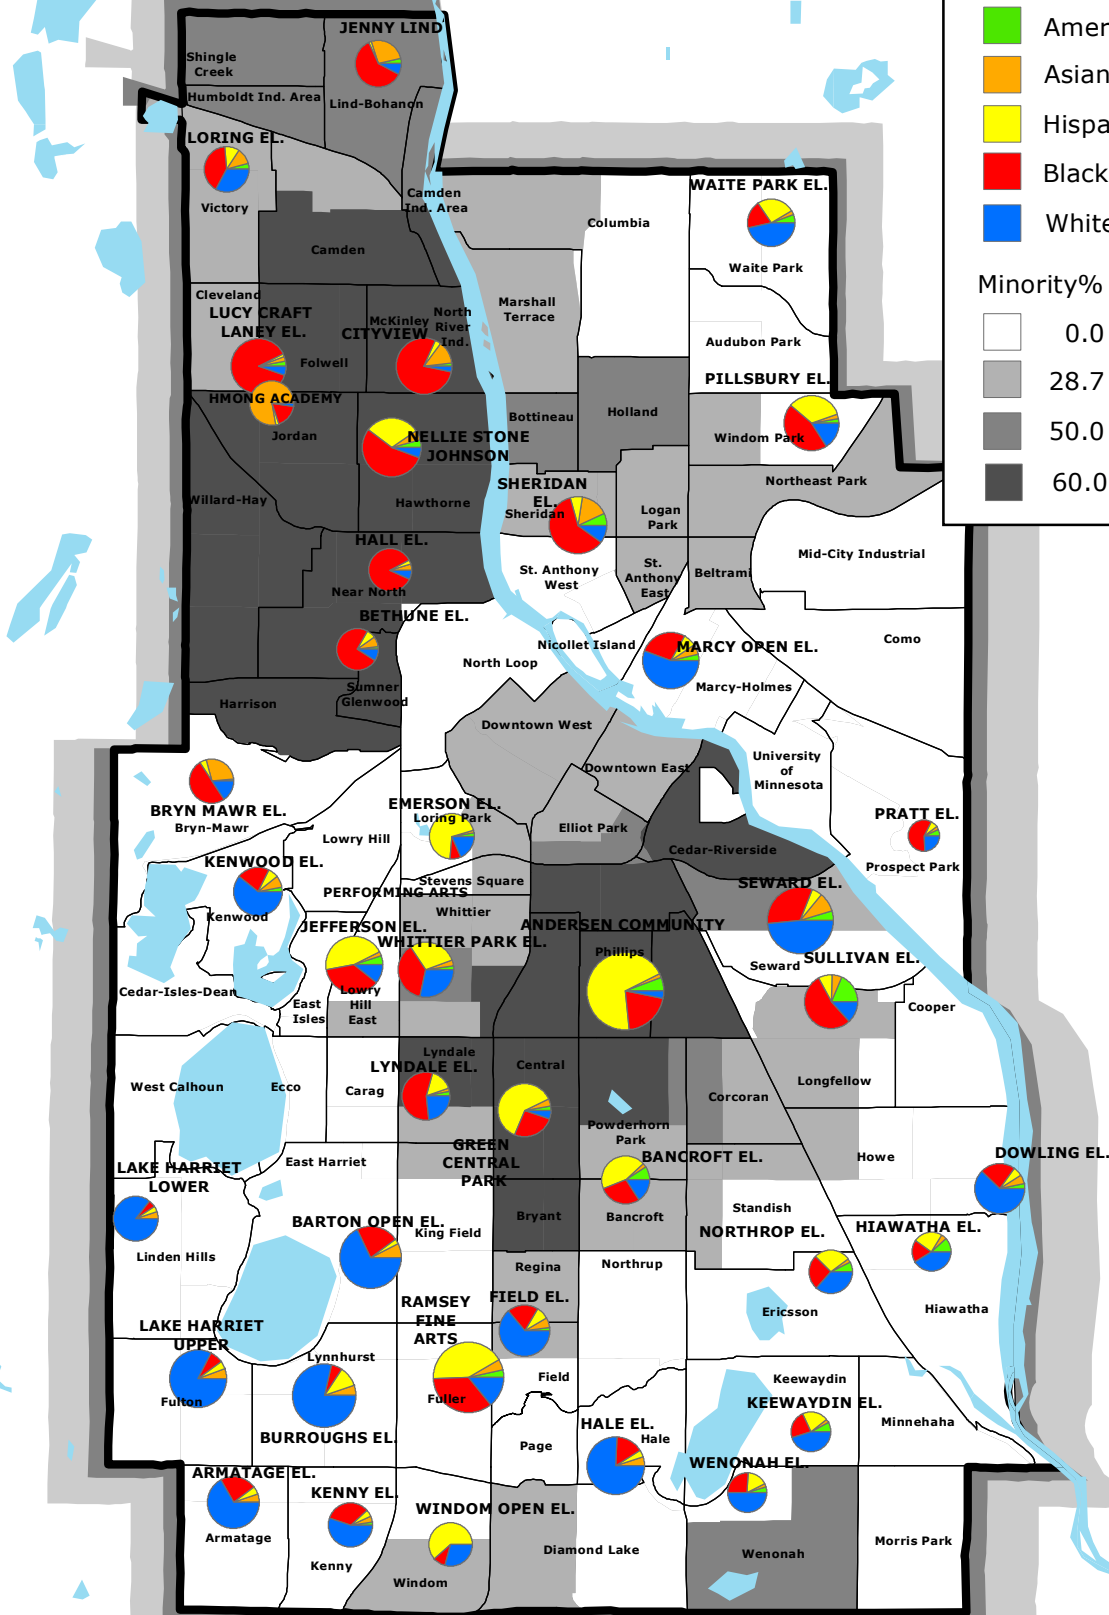 JENNY LIND
Shingle
Creek
Humboldt Ind. Area
Lind-Bohanon
LORING EL.
Victory
Camden
Ind. Area
Camden
Columbia
WAITE PARK EL.
Waite Park
Amer
Asian
Hispa
Black
White
Minority%
0.0
28.7
50.0
60.0
Cleveland
LUCY CRAFT
LANEY EL.
McKinley
CITYVIEW
North
River
Ind.
Folwell
Marshall
Terrace
Audubon Park
PILLSBURY EL.
HMONG ACADEMY
Jordan
NELLIE STONE
JOHNSON
Bottineau
Holland
Windom Park
Willard-Hay
Hawthorne
SHERIDAN
EL.
Sheridan
Logan
Park
Northeast Park
HALL EL.
Near North
St. Anthony
West
St.
Anthony
East
Beltrami
Mid-City Industrial
BETHUNE EL.
Sumner
Glenwood
North Loop
Nicollet Island
MARCY OPEN EL.
Marcy-Holmes
Como
Harrison
Downtown West
Downtown East
University
of
Minnesota
BRYN MAWR EL.
Bryn-Mawr
Lowry Hill
EMERSON EL.
Loring Park
Elliot Park
Cedar-Riverside
PRATT EL.
Prospect Park
KENWOOD EL.
Kenwood
PERFORMING ARTS
Stevens Square
Whittier
SEWARD EL.
Seward
JEFFERSON EL.
WHITTIER PARK EL.
ANDERSEN COMMUNITY
Phillips
SULLIVAN EL.
Cedar-Isles-Dean
East
Isles
Lowry
Hill
East
Cooper
West Calhoun
Ecco
Carag
Lyndale
LYNDALE EL.
Central
Powderhorn
Park
Corcoran
Longfellow
LAKE HARRIET
LOWER
East Harriet
GREEN
CENTRAL
PARK
BANCROFT EL.
Bancroft
Howe
DOWLING EL.
Linden Hills
BARTON OPEN EL.
King Field
Bryant
Standish
NORTHROP EL.
HIAWATHA EL.
Regina
Northrup
Ericsson
Hiawatha
LAKE HARRIET
UPPER
Fulton
Lynnhurst
BURROUGHS EL.
RAMSEY
FINE
ARTS
Fuller
FIELD EL.
Field
Keewaydin
KEEWAYDIN EL.
Minnehaha
Page
HALE EL.
Hale
WENONAH EL.
ARMATAGE EL.
Armatage
KENNY EL.
Kenny
WINDOM OPEN EL.
Windom
Diamond Lake
Wenonah
Morris Park